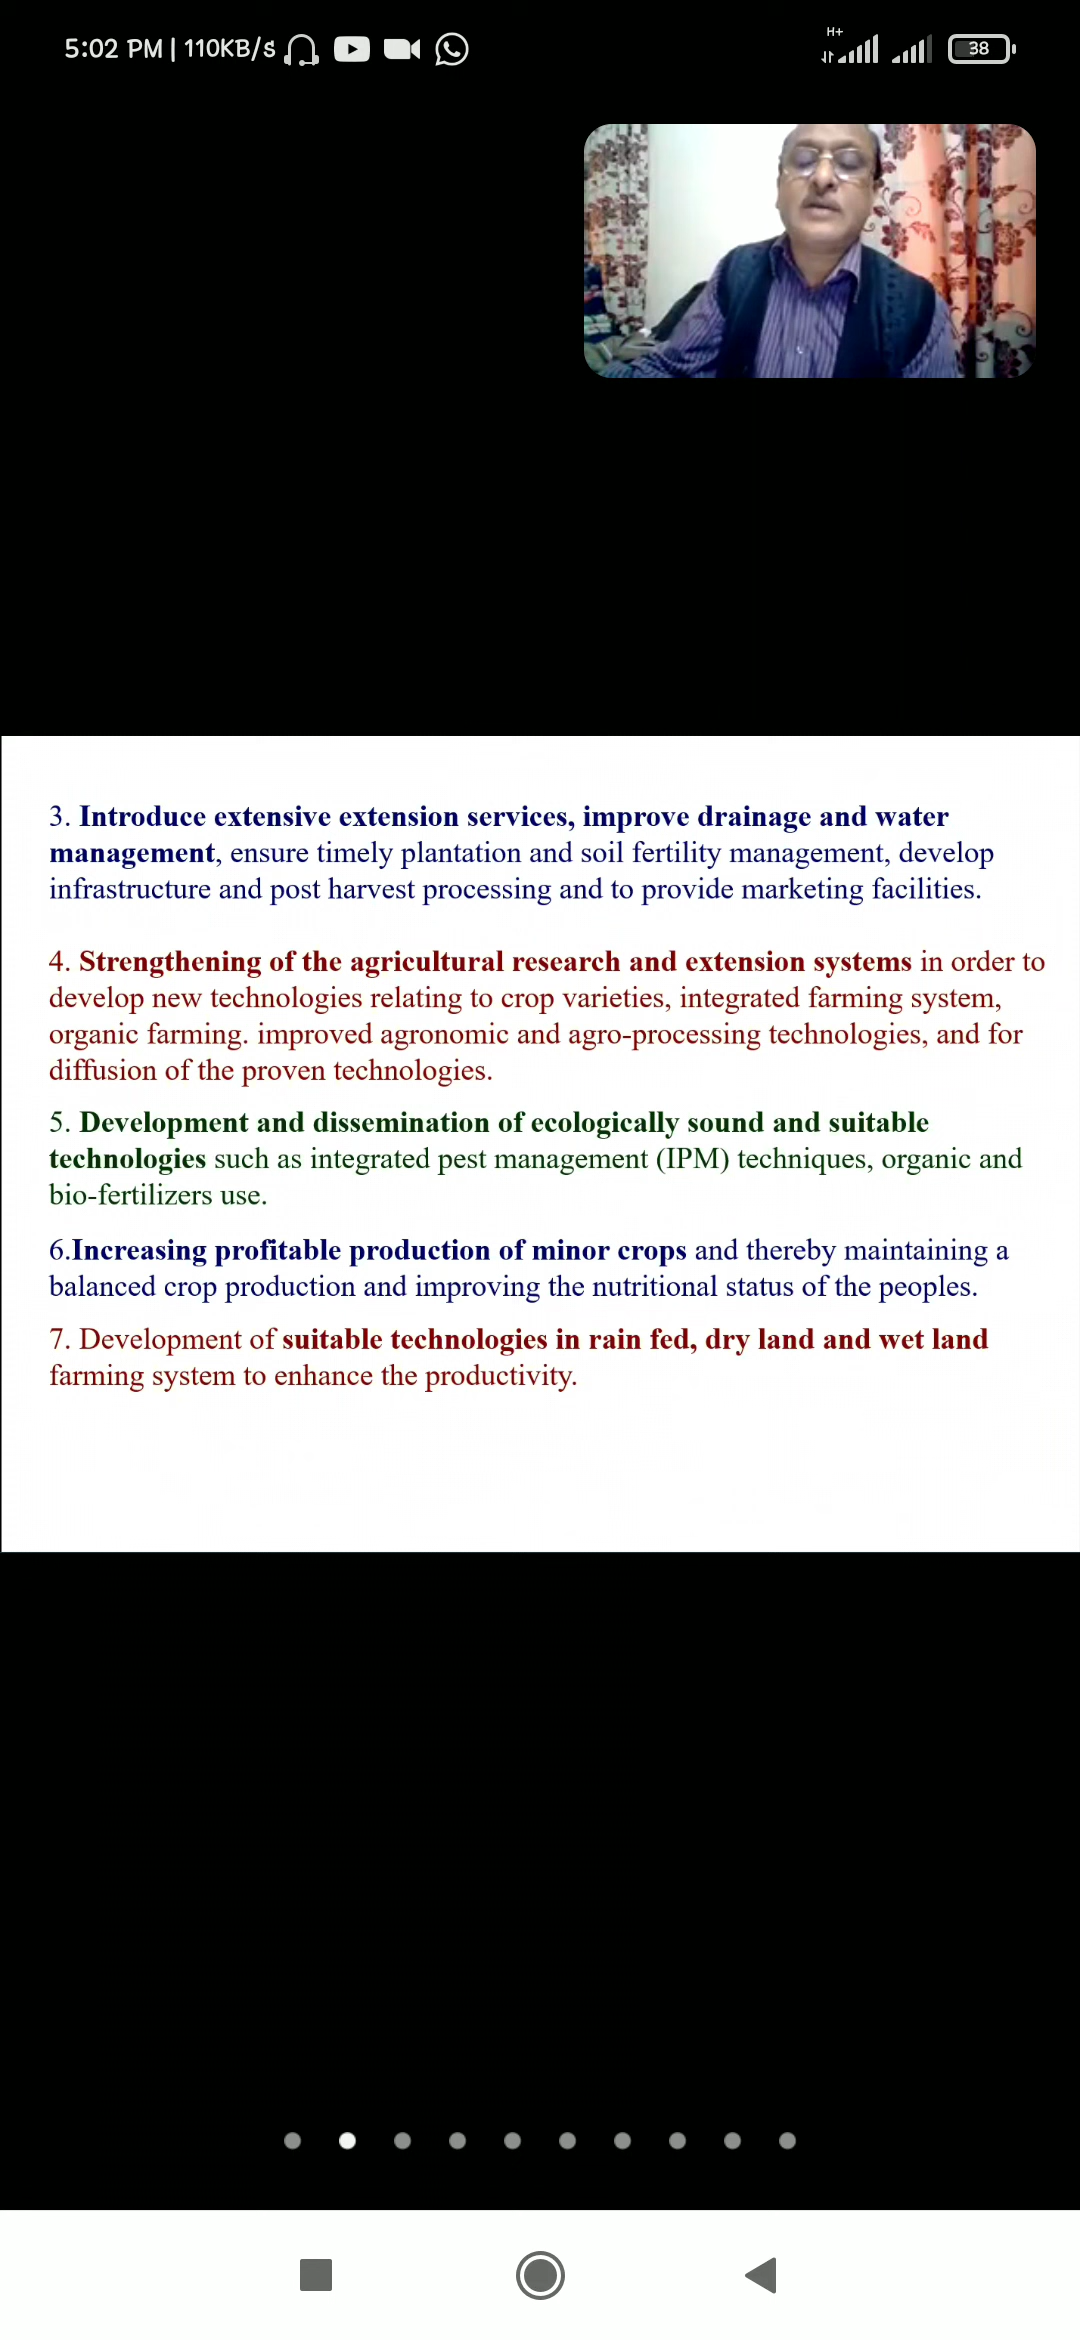 5:02 PM | 110KB/s
H+
38
3. Introduce extensive extension services, improve drainage and water
management, ensure timely plantation and soil fertility management, develop
infrastructure and post harvest processing and to provide marketing facilities.
4. Strengthening of the agricultural research and extension systems in order to
develop new technologies relating to crop varieties, integrated farming system,
organic farming. improved agronomic and agro-processing technologies, and for
diffusion of the proven technologies.
5. Development and dissemination of ecologically sound and suitable
technologies such as integrated pest management (IPM) techniques, organic and
bio-fertilizers use.
6.Increasing profitable production of minor crops and thereby maintaining a
balanced crop production and improving the nutritional status of the peoples.
7. Development of suitable technologies in rain fed, dry land and wet land
farming system to enhance the productivity.